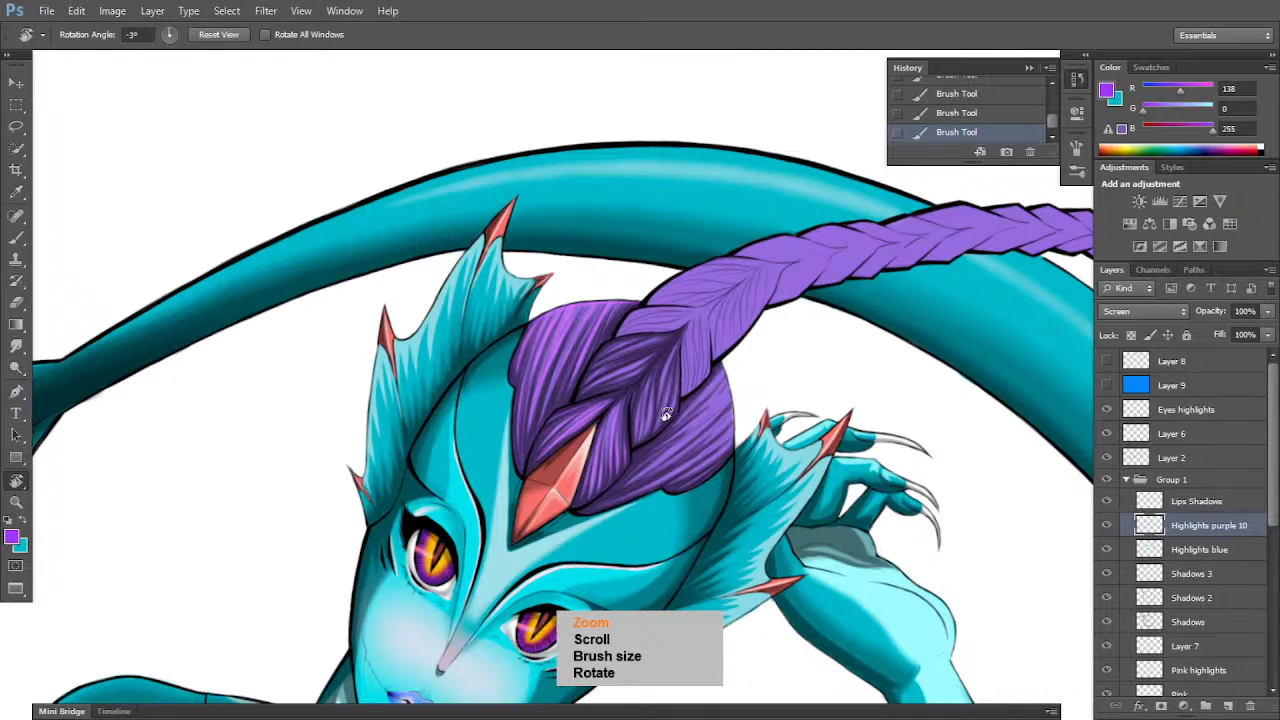 Ps File Edit Image Layer Type Select Filter Extended View Window Help
Rotation Angle: -3° Reset View Rotate All Windows Essentials
History
Brush Tool
Brush Tool
Brush Tool
Color Swatches
R 138
G 0
B 255
Adjustments Styles
Add an adjustment
Layers Channels Paths
Kind
Screen Opacity: 100%
Lock: Fill: 100%
Layer 8
Layer 9
Eyes highlights
Layer 6
Layer 2
Group 1
Lips Shadows
Highlights purple 10
Highlights blue
Shadows 3
Shadows 2
Shadows
Layer 7
Pink highlights
Pink
Zoom
Scroll
Brush size
Rotate
Mini Bridge Timeline